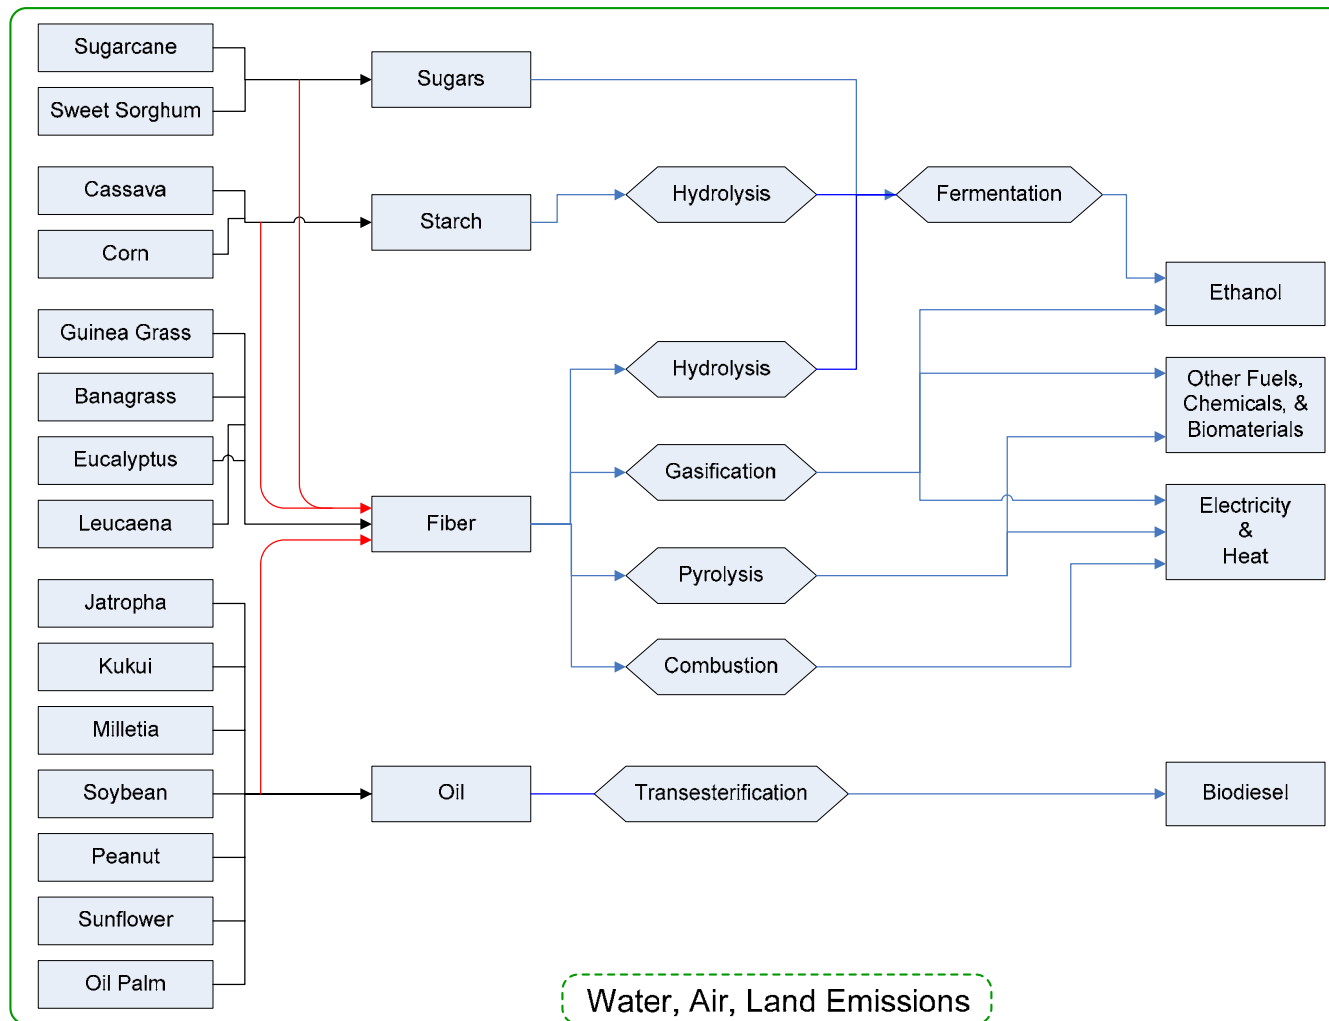 Sugarcane
Sweet Sorghum
Cassava
Corn
Guinea Grass
Banagrass
Eucalyptus
Leucaena
Jatropha
Kukui
Milletia
Soybean
Peanut
Sunflower
Oil Palm
Sugars
Starch
Fiber
Oil
Hydrolysis
Hydrolysis
Gasification
Pyrolysis
Combustion
Transesterification
Fermentation
Ethanol
Other Fuels,
Chemicals, &
Biomaterials
Electricity
&
Heat
Biodiesel
Water, Air, Land Emissions